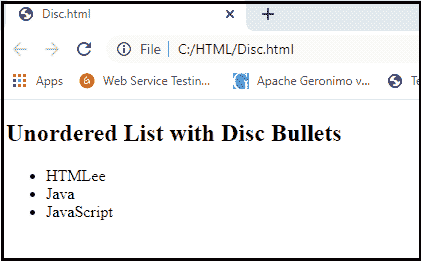 Disc.html
File | C:/HTML/Disc.html
Apps Web Service Testin... Apache Geronimo v... Te
Unordered List with Disc Bullets
• HTMLee
• Java
• JavaScript